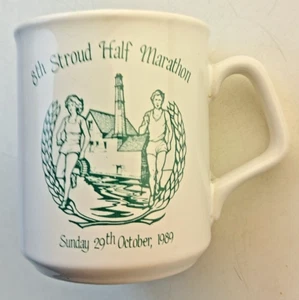 8th Stroud Half Marathon
Sunday 29th October, 1989